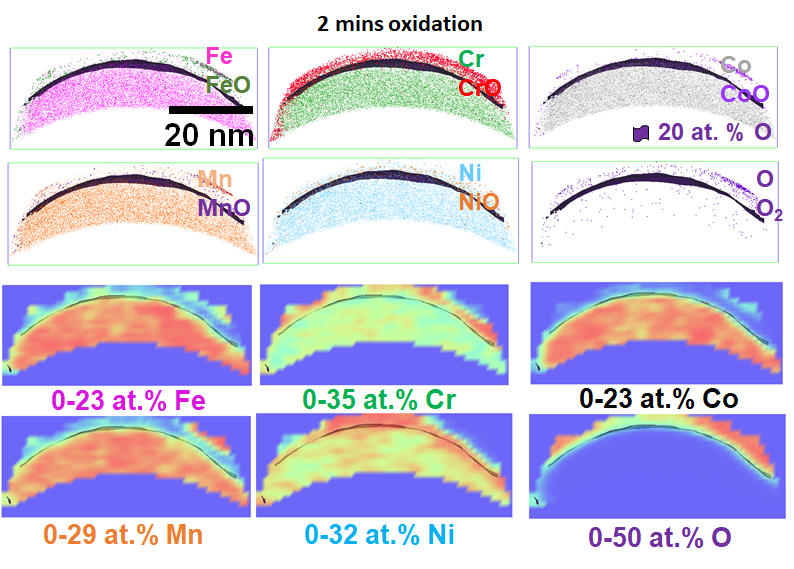 2 mins oxidation
Fe
FeO
20 nm
Cr
CrO
Co
CoO
20 at. % O
Mn
MnO
Ni
NiO
O
O₂
0-23 at.% Fe
0-35 at.% Cr
0-23 at.% Co
0-29 at.% Mn
0-32 at.% Ni
0-50 at.% O